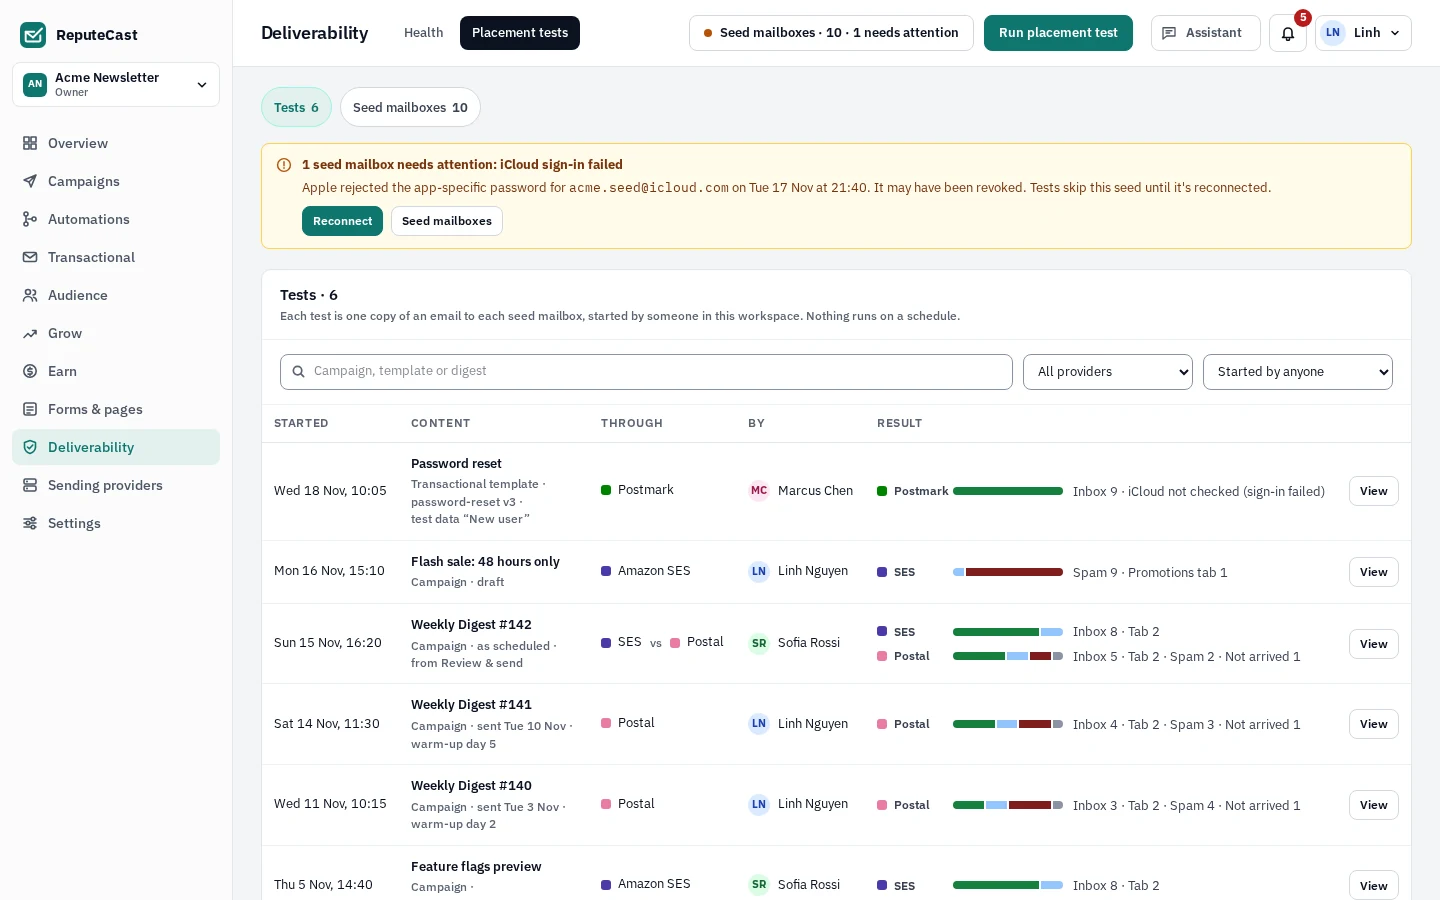 ReputeCast
AN
Acme Newsletter
Owner
Overview
Campaigns
Automations
Transactional
Audience
Grow
Earn
Forms & pages
Deliverability
Sending providers
Settings
Deliverability
Health
Placement tests
Seed mailboxes · 10 · 1 needs attention
Run placement test
Assistant
5
LN
Linh
Tests 6
Seed mailboxes 10
1 seed mailbox needs attention: iCloud sign-in failed
Apple rejected the app-specific password for acme.seed@icloud.com on Tue 17 Nov at 21:40. It may have been revoked. Tests skip this seed until it's reconnected.
Reconnect
Seed mailboxes
Tests · 6
Each test is one copy of an email to each seed mailbox, started by someone in this workspace. Nothing runs on a schedule.
Campaign, template or digest
All providers
Started by anyone
STARTED CONTENT THROUGH BY RESULT
Wed 18 Nov, 10:05
Password reset
Transactional template ·
password-reset v3 ·
test data “New user”
Postmark
MC Marcus Chen
Postmark
Inbox 9 · iCloud not checked (sign-in failed)
View
Mon 16 Nov, 15:10
Flash sale: 48 hours only
Campaign · draft
Amazon SES
LN Linh Nguyen
SES
Spam 9 · Promotions tab 1
View
Sun 15 Nov, 16:20
Weekly Digest #142
Campaign · as scheduled ·
from Review & send
SES vs Postal
SR Sofia Rossi
SES Inbox 8 · Tab 2
Postal Inbox 5 · Tab 2 · Spam 2 · Not arrived 1
View
Sat 14 Nov, 11:30
Weekly Digest #141
Campaign · sent Tue 10 Nov ·
warm-up day 5
Postal
LN Linh Nguyen
Postal Inbox 4 · Tab 2 · Spam 3 · Not arrived 1
View
Wed 11 Nov, 10:15
Weekly Digest #140
Campaign · sent Tue 3 Nov ·
warm-up day 2
Postal
LN Linh Nguyen
Postal Inbox 3 · Tab 2 · Spam 4 · Not arrived 1
View
Thu 5 Nov, 14:40
Feature flags preview
Campaign ·
Amazon SES
SR Sofia Rossi
SES Inbox 8 · Tab 2
View